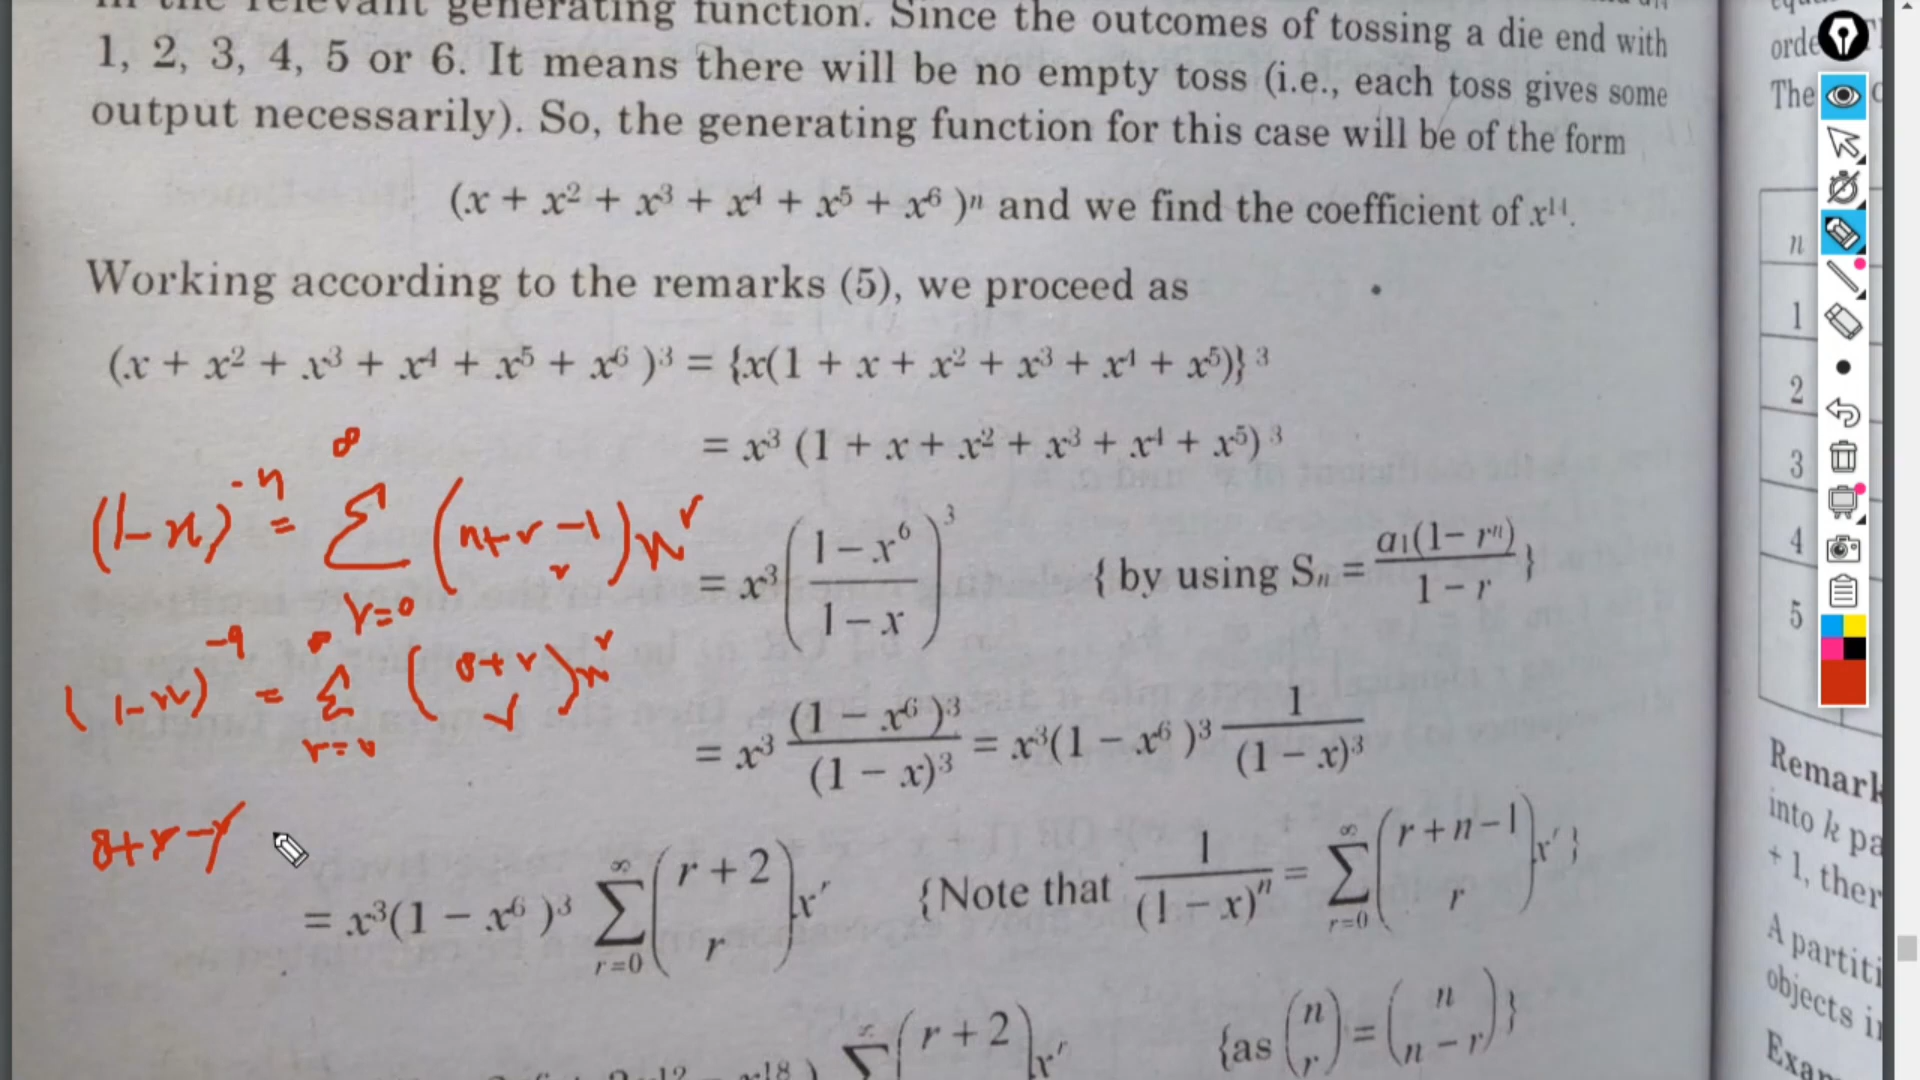 in the relevant generating function. Since the outcomes of tossing a die end with
1, 2, 3, 4, 5 or 6. It means there will be no empty toss (i.e., each toss gives some
output necessarily). So, the generating function for this case will be of the form
(x + x² + x³ + x⁴ + x⁵ + x⁶ )ⁿ and we find the coefficient of x¹⁴.
Working according to the remarks (5), we proceed as
(x + x² + x³ + x⁴ + x⁵ + x⁶ )³ = {x(1 + x + x² + x³ + x⁴ + x⁵)} ³
= x³ (1 + x + x² + x³ + x⁴ + x⁵) ³
(1-x)^-n = ∑_{r=0}^∞ (n+r-1 r) x^r
= x³ ((1 – x⁶)/(1 – x))³ { by using Sₙ = a₁(1– rⁿ)/(1 – r) }
(1-x)^-9 = ∑_{r=0}^∞ (8+r r) x^r
= x³ (1 – x⁶ )³/(1 – x)³ = x³(1 – x⁶ )³ 1/(1 – x)³
8+r-r
= x³(1 – x⁶ )³ ∑_{r=0}^∞ (r + 2 r) x^r {Note that 1/(1 – x)ⁿ = ∑_{r=0}^∞ (r + n – 1 r) x^r }
∑ (r + 2 x^r {as (n r) = (n n – r) }
orde
The
n
1
2
3
4
5
Remark
into k pa
+ 1, ther
A partiti
objects in
Exam